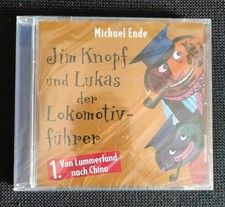 Michael Ende
Jim Knopf
und Lukas
der
Lokomotiv-
führer
1. Von Lummerland
nach China